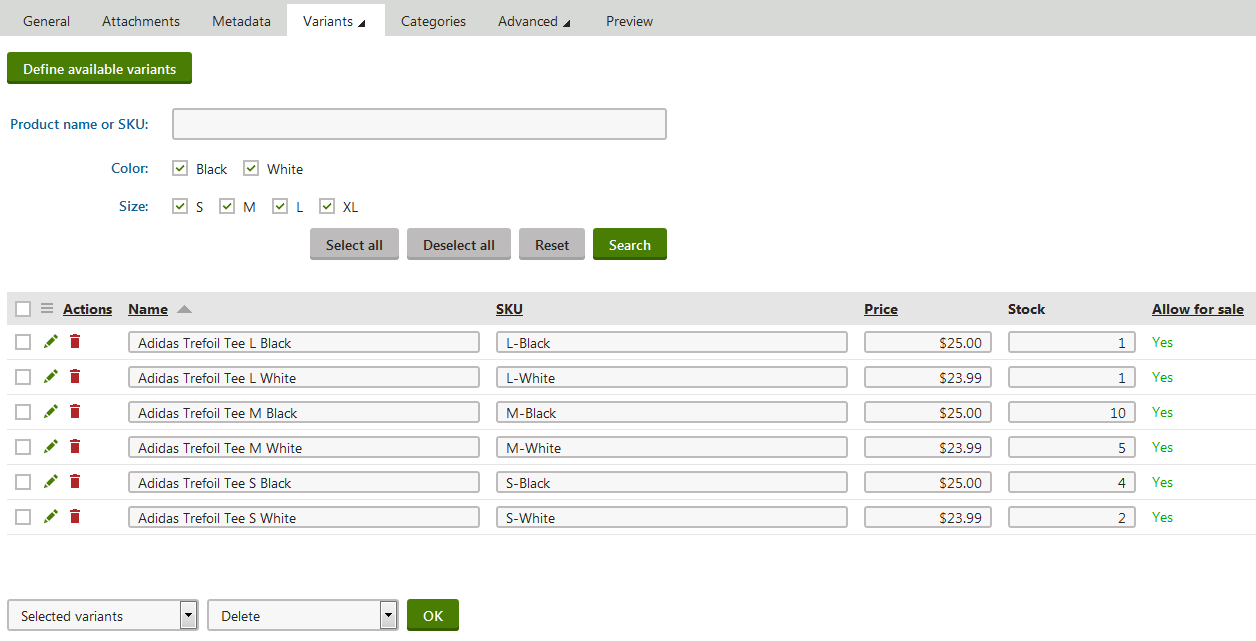 General Attachments Metadata Variants Categories Advanced Preview
Define available variants
Product name or SKU:
Color: Black White
Size: S M L XL
Select all Deselect all Reset Search
Actions Name SKU Price Stock Allow for sale
Adidas Trefoil Tee L Black L-Black $25.00 1 Yes
Adidas Trefoil Tee L White L-White $23.99 1 Yes
Adidas Trefoil Tee M Black M-Black $25.00 10 Yes
Adidas Trefoil Tee M White M-White $23.99 5 Yes
Adidas Trefoil Tee S Black S-Black $25.00 4 Yes
Adidas Trefoil Tee S White S-White $23.99 2 Yes
Selected variants Delete OK